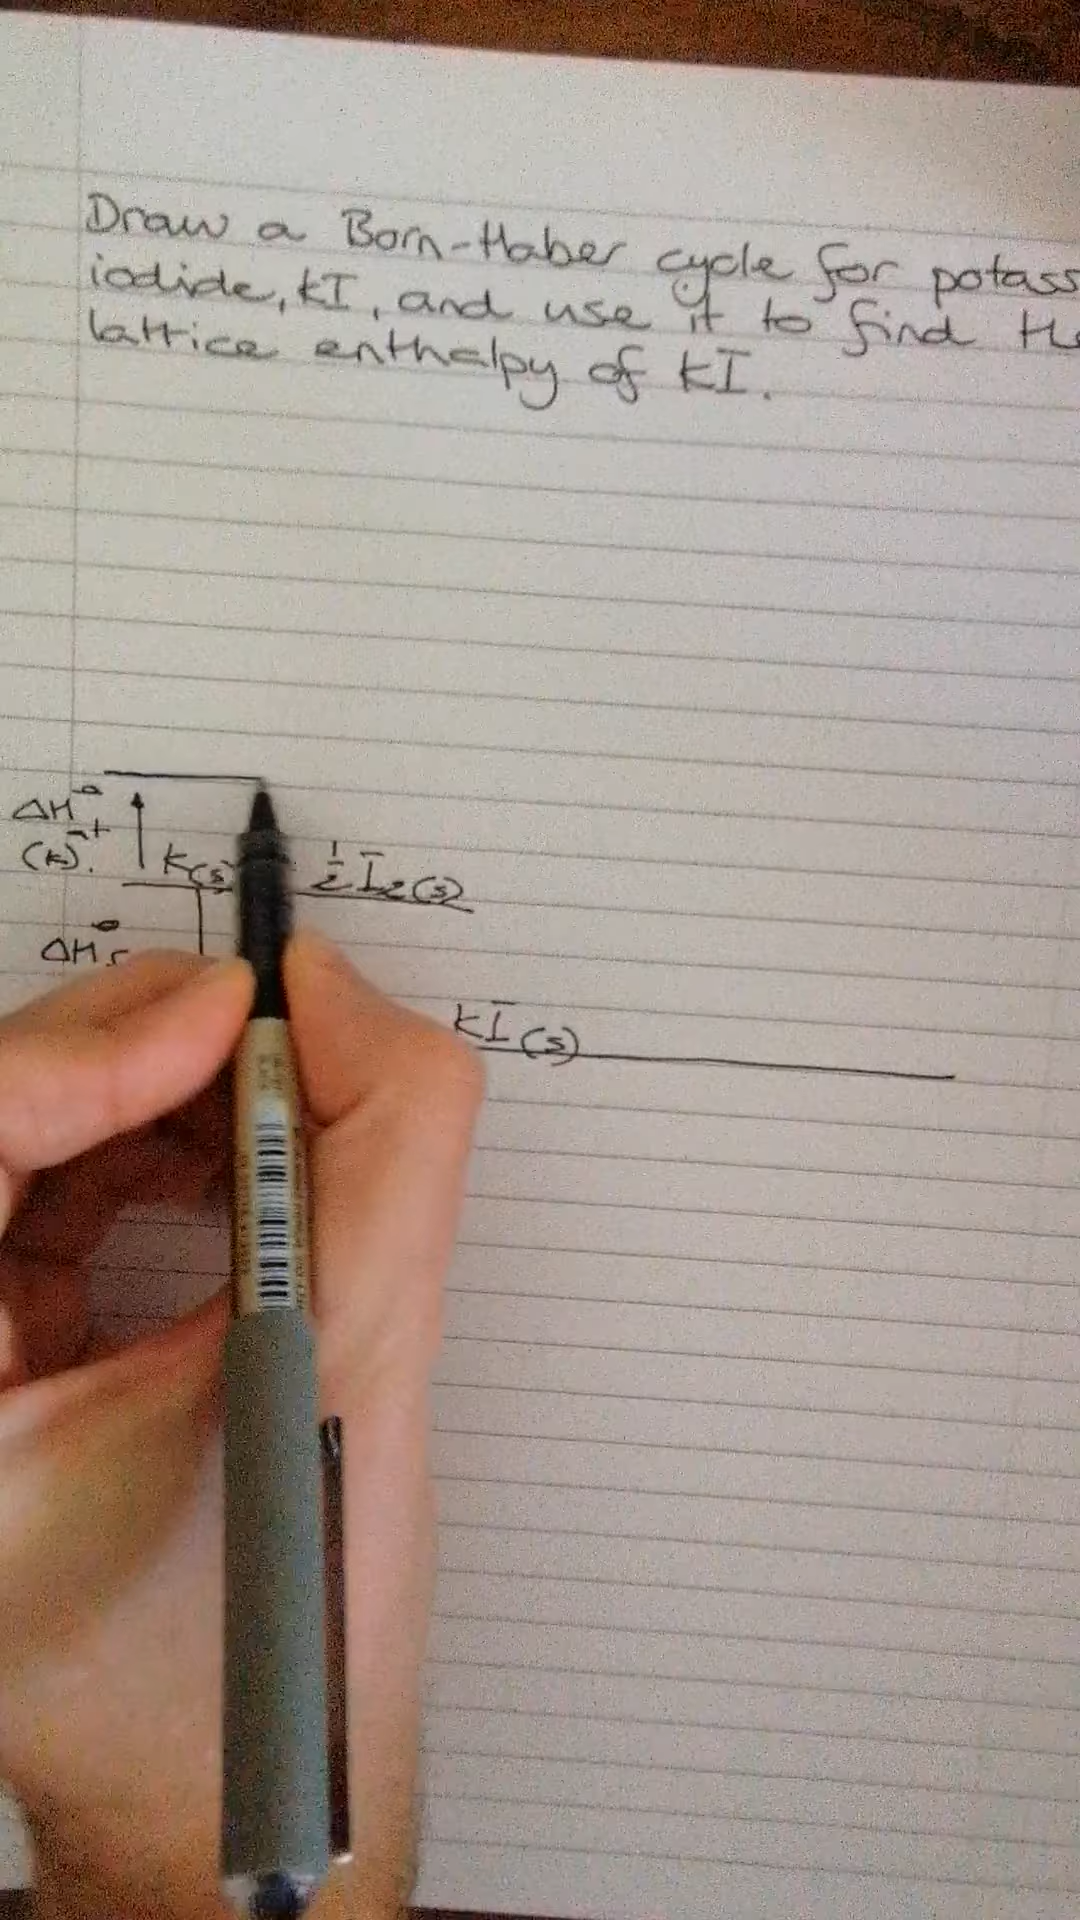 Draw a Born-Haber cycle for potass
iodide, KI, and use it to find the
lattice enthalpy of KI.
ΔH⦵
(K).
K(s) ½I₂(s)
ΔH⦵f
KI(s)